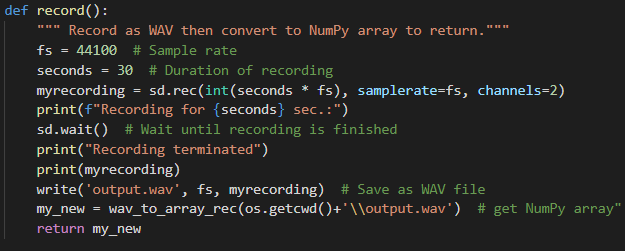 def record():
    """ Record as WAV then convert to NumPy array to return."""
    fs = 44100  # Sample rate
    seconds = 30  # Duration of recording
    myrecording = sd.rec(int(seconds * fs), samplerate=fs, channels=2)
    print(f"Recording for {seconds} sec.:")
    sd.wait()  # Wait until recording is finished
    print("Recording terminated")
    print(myrecording)
    write('output.wav', fs, myrecording)  # Save as WAV file
    my_new = wav_to_array_rec(os.getcwd()+'\\output.wav')  # get NumPy array"
    return my_new